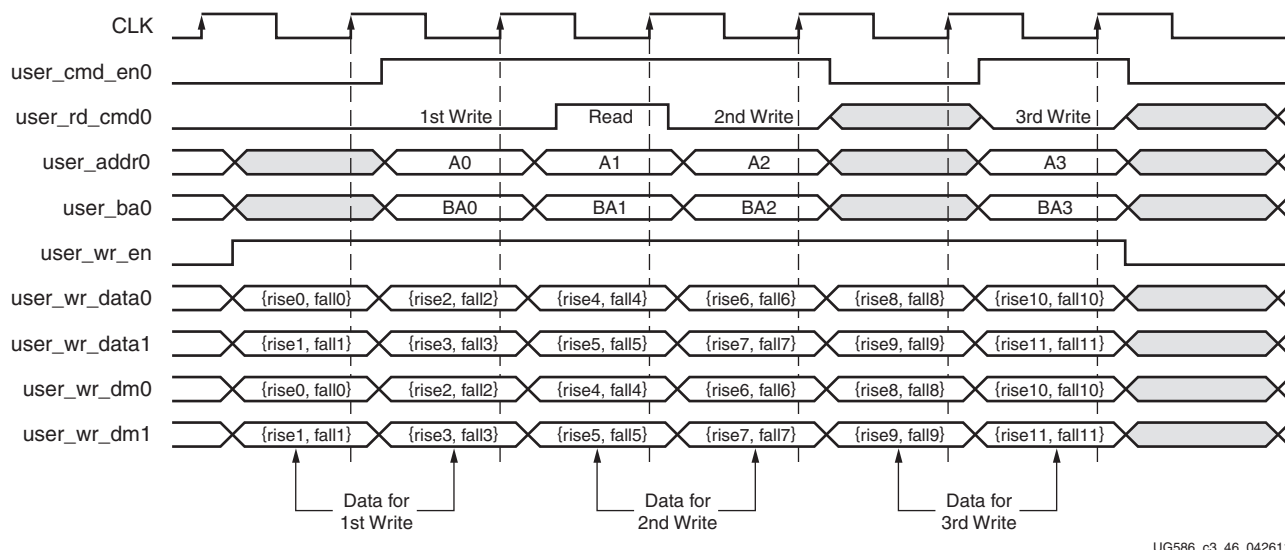 CLK
user_cmd_en0
user_rd_cmd0 1st Write Read 2nd Write 3rd Write
user_addr0 A0 A1 A2 A3
user_ba0 BA0 BA1 BA2 BA3
user_wr_en
user_wr_data0 {rise0, fall0} {rise2, fall2} {rise4, fall4} {rise6, fall6} {rise8, fall8} {rise10, fall10}
user_wr_data1 {rise1, fall1} {rise3, fall3} {rise5, fall5} {rise7, fall7} {rise9, fall9} {rise11, fall11}
user_wr_dm0 {rise0, fall0} {rise2, fall2} {rise4, fall4} {rise6, fall6} {rise8, fall8} {rise10, fall10}
user_wr_dm1 {rise1, fall1} {rise3, fall3} {rise5, fall5} {rise7, fall7} {rise9, fall9} {rise11, fall11}
Data for Data for Data for
1st Write 2nd Write 3rd Write